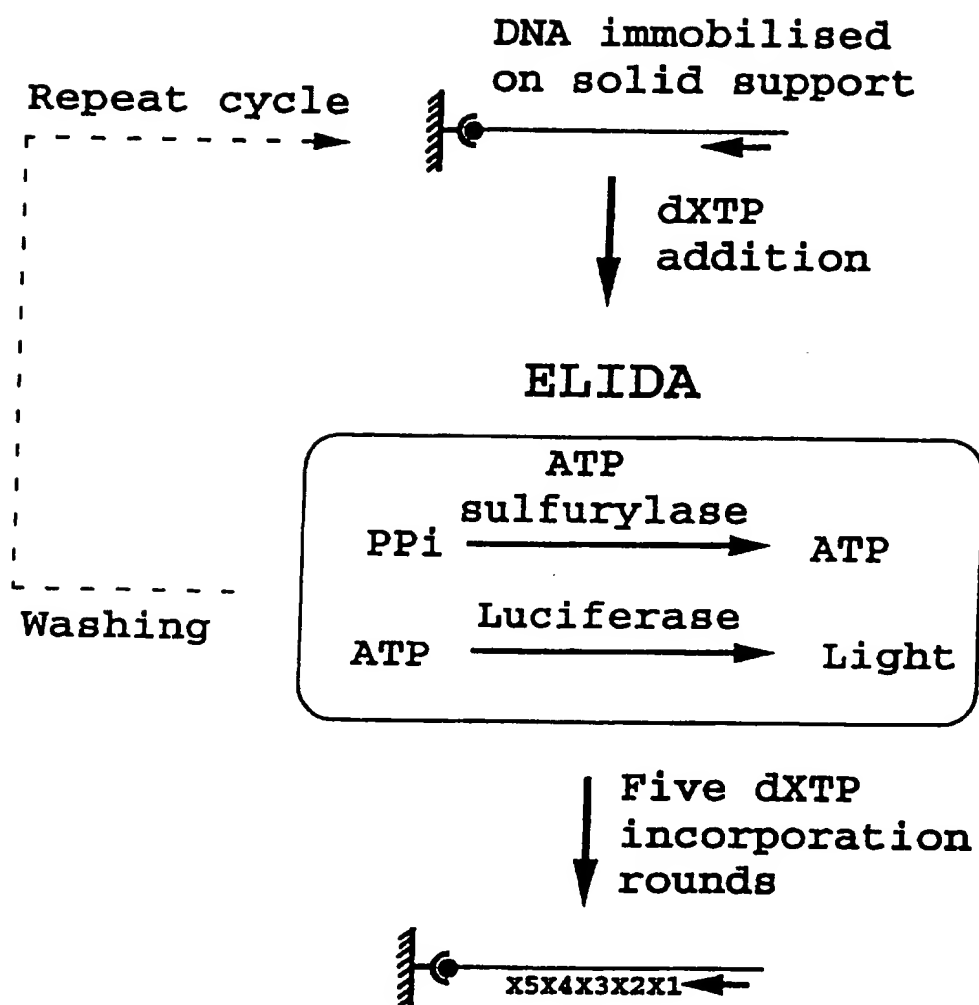 DNA immobilised
on solid support
Repeat cycle
dXTP
addition
ELIDA
ATP
sulfurylase
PPi
ATP
Luciferase
ATP
Light
Washing
Five dXTP
incorporation
rounds
X5X4X3X2X1